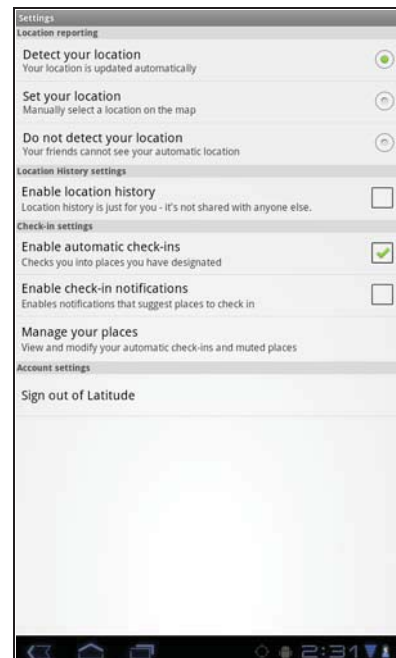 Settings
Location reporting
Detect your location
Your location is updated automatically
Set your location
Manually select a location on the map
Do not detect your location
Your friends cannot see your automatic location
Location History settings
Enable location history
Location history is just for you - it's not shared with anyone else.
Check-in settings
Enable automatic check-ins
Checks you into places you have designated
Enable check-in notifications
Enables notifications that suggest places to check in
Manage your places
View and modify your automatic check-ins and muted places
Account settings
Sign out of Latitude
2:31